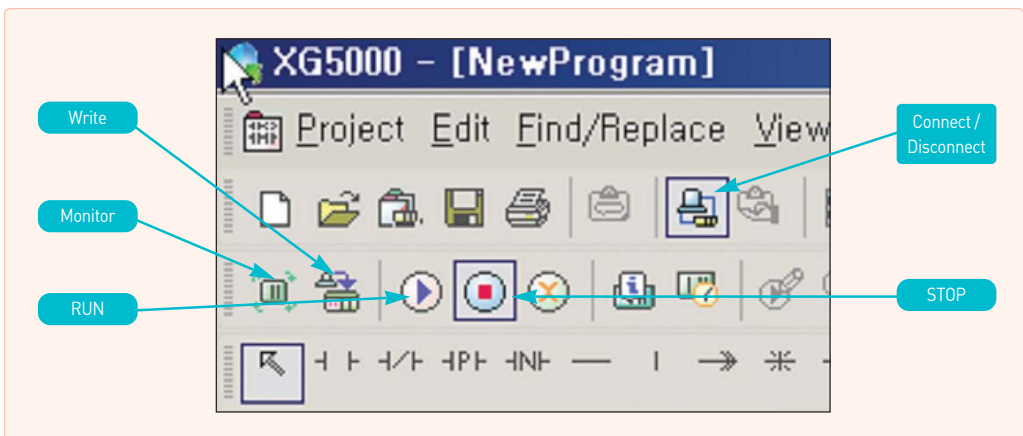 XG5000 - [NewProgram]
Write
Project Edit Find/Replace View
Connect /
Disconnect
Monitor
RUN
STOP
P
N